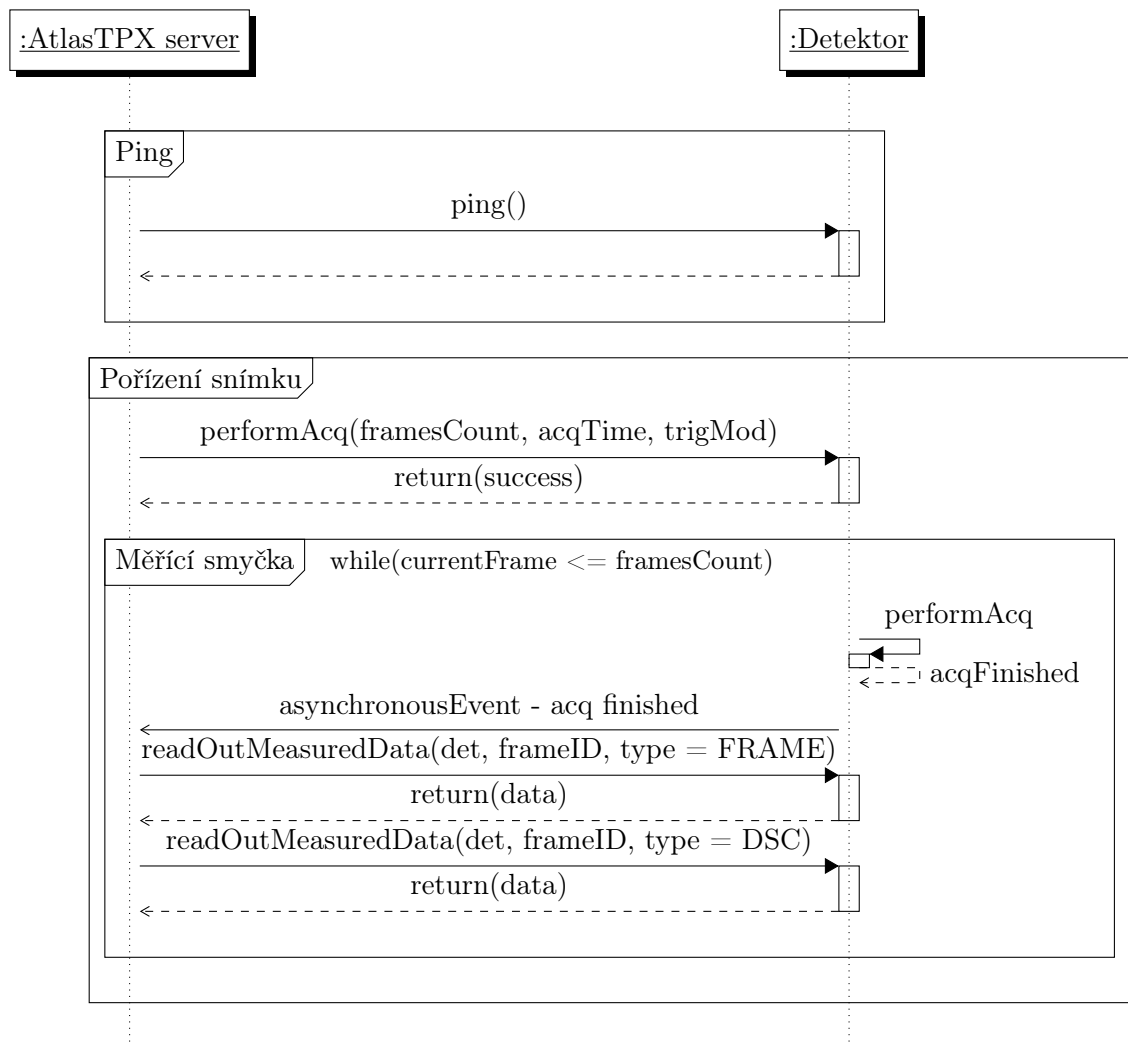 :AtlasTPX server
:Detektor
Ping
ping()
Pořízení snímku
performAcq(framesCount, acqTime, trigMod)
return(success)
Měřící smyčka
while(currentFrame <= framesCount)
performAcq
acqFinished
asynchronousEvent - acq finished
readOutMeasuredData(det, frameID, type = FRAME)
return(data)
readOutMeasuredData(det, frameID, type = DSC)
return(data)